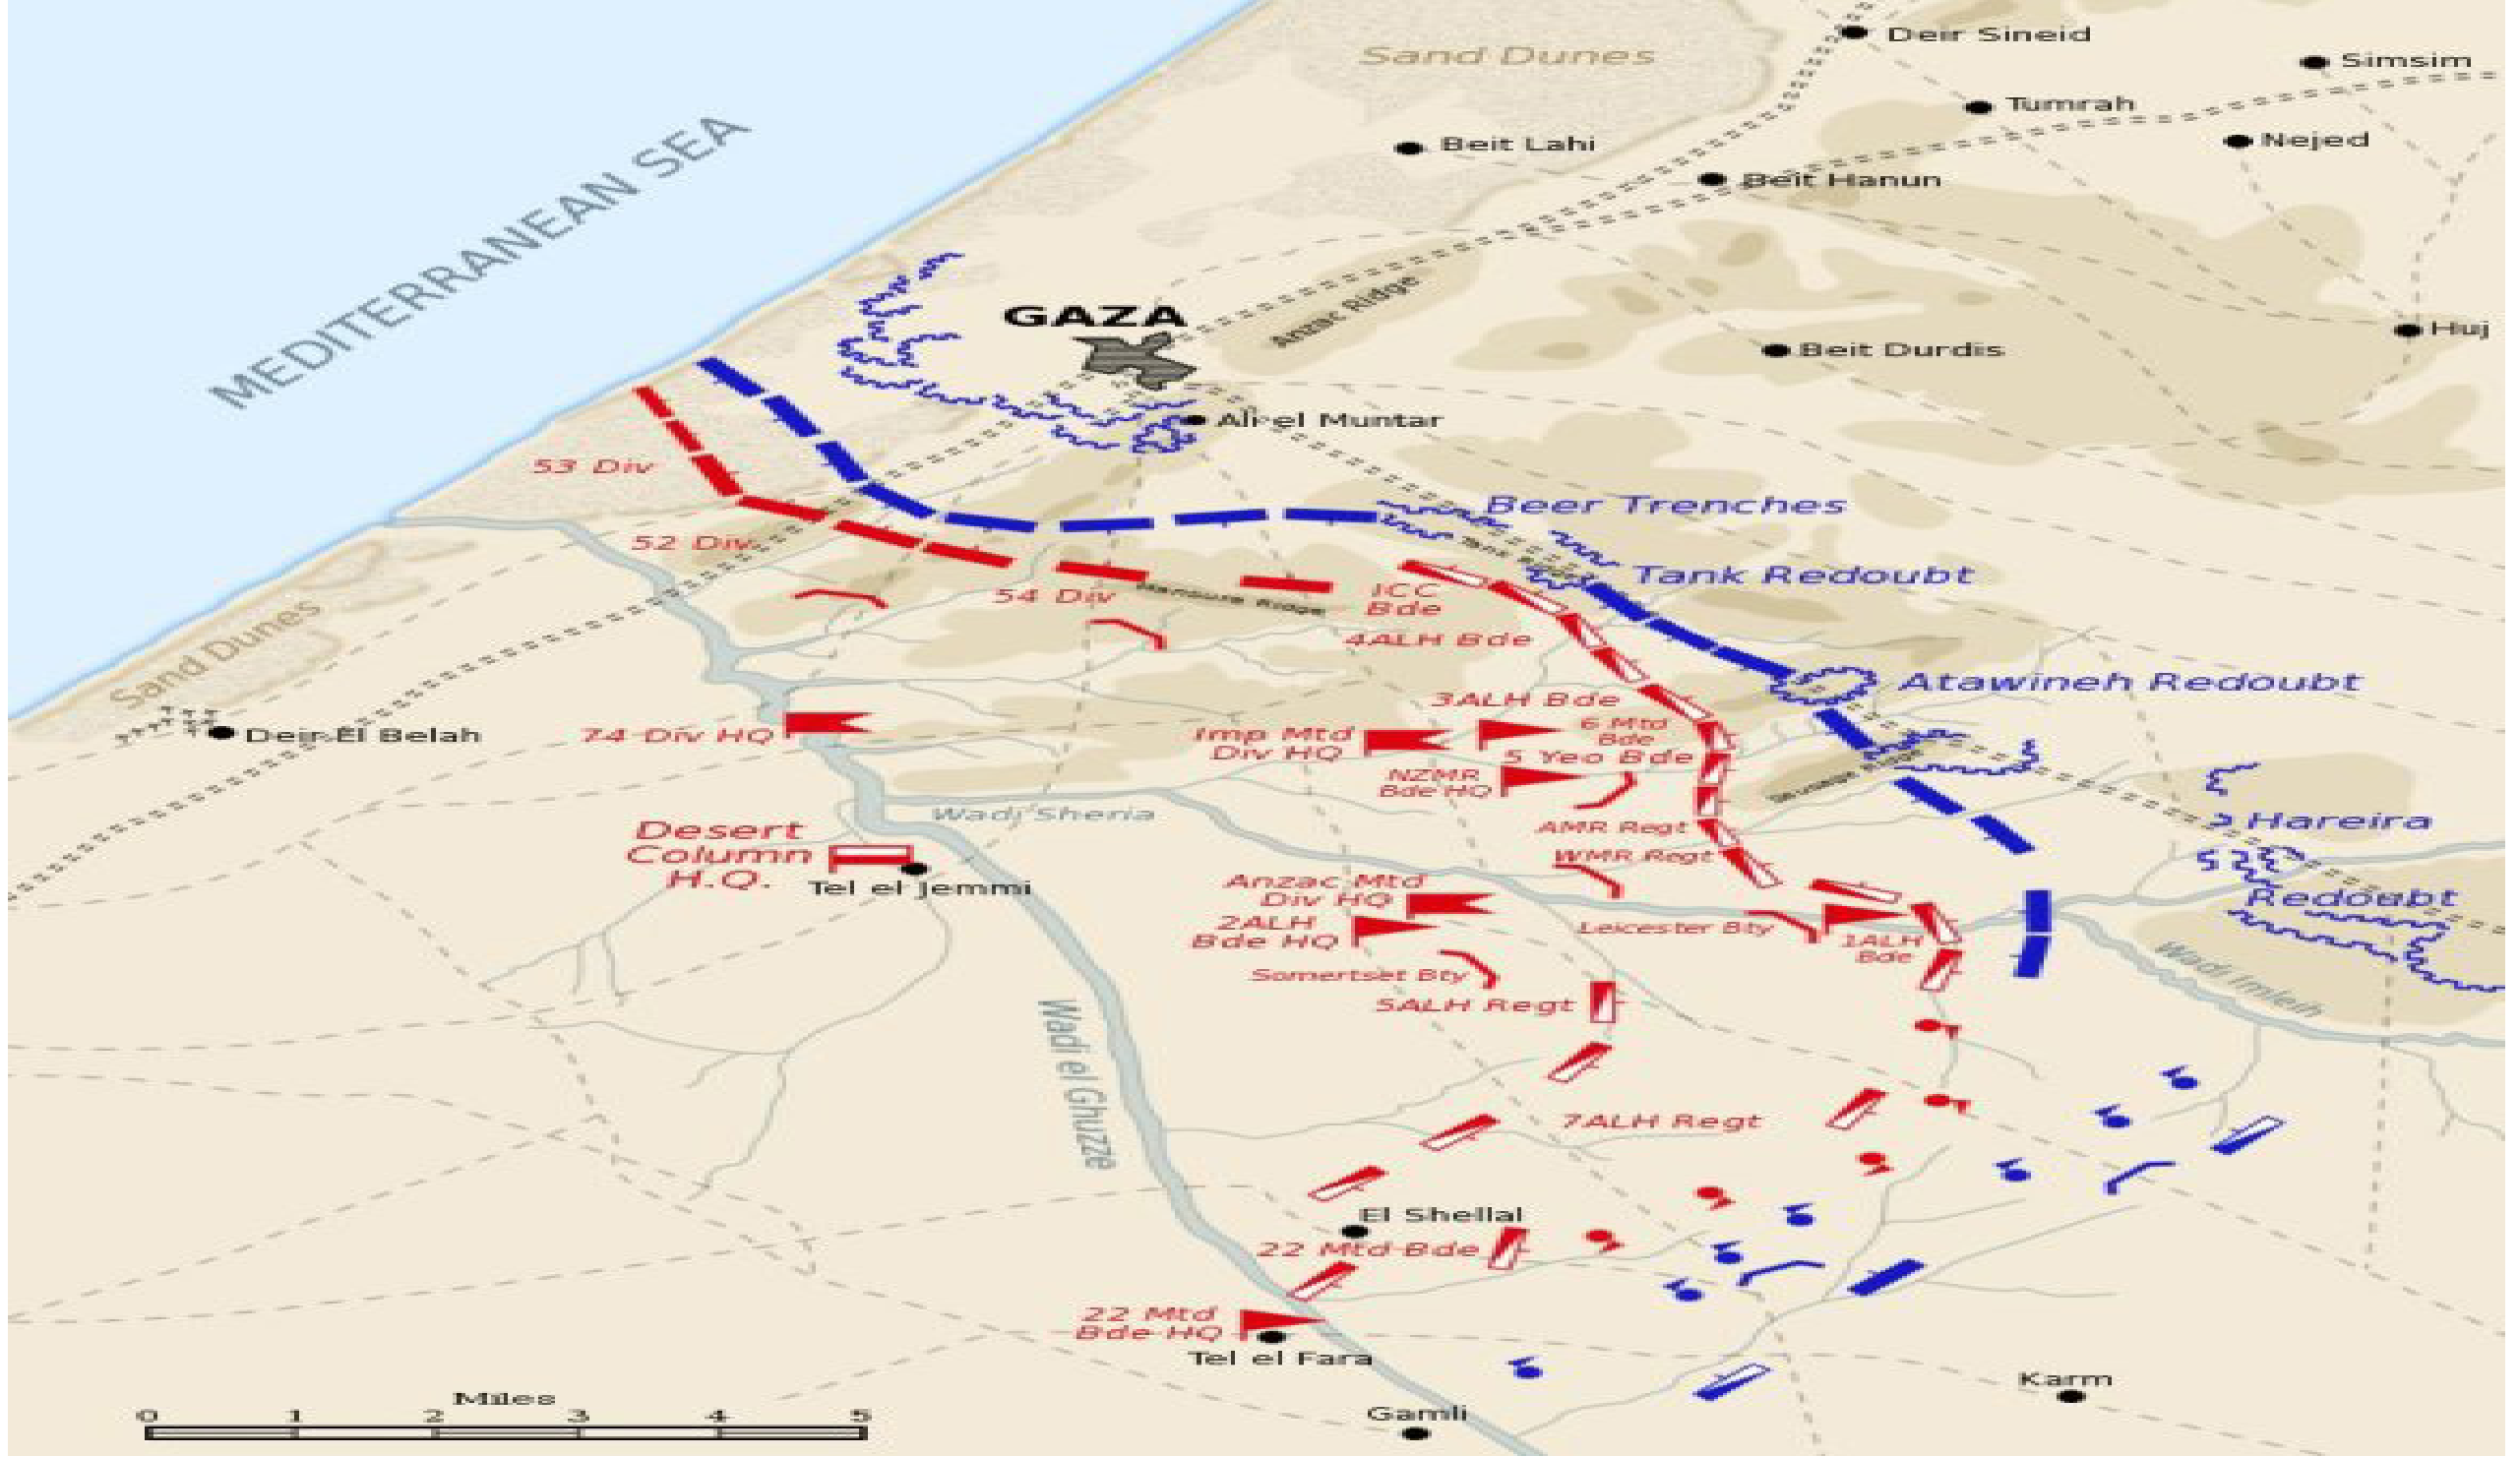 Deir Sineid
Sand Dunes
Simsim
Tumrah
Beit Lahi
Nejed
Beit Hanun
MEDITERRANEAN SEA
GAZA
Anzac Ridge
Huj
Beit Durdis
Ali el Muntar
53 Div
Beer Trenches
52 Div
Tank Redoubt
54 Div
Mansura Ridge
ICC
Bde
4ALH Bde
Sand Dunes
Atawineh Redoubt
3ALH Bde
Deir El Belah
74 Div HQ
Imp Mtd
Div HQ
6 Mtd
Bde
5 Yeo Bde
NZMR
Bde HQ
Wadi Sheria
Hareira
Redoubt
Desert
Column
H.Q.
Tel el Jemmi
AMR Regt
WMR Regt
Anzac Mtd
Div HQ
2ALH
Bde HQ
Leicester Bty
1ALH
Bde
Wadi Imleih
Somertset Bty
5ALH Regt
Wadi el Ghuzze
7ALH Regt
El Shellal
22 Mtd Bde
22 Mtd
Bde HQ
Tel el Fara
Karm
Gamli
Miles
0 1 2 3 4 5